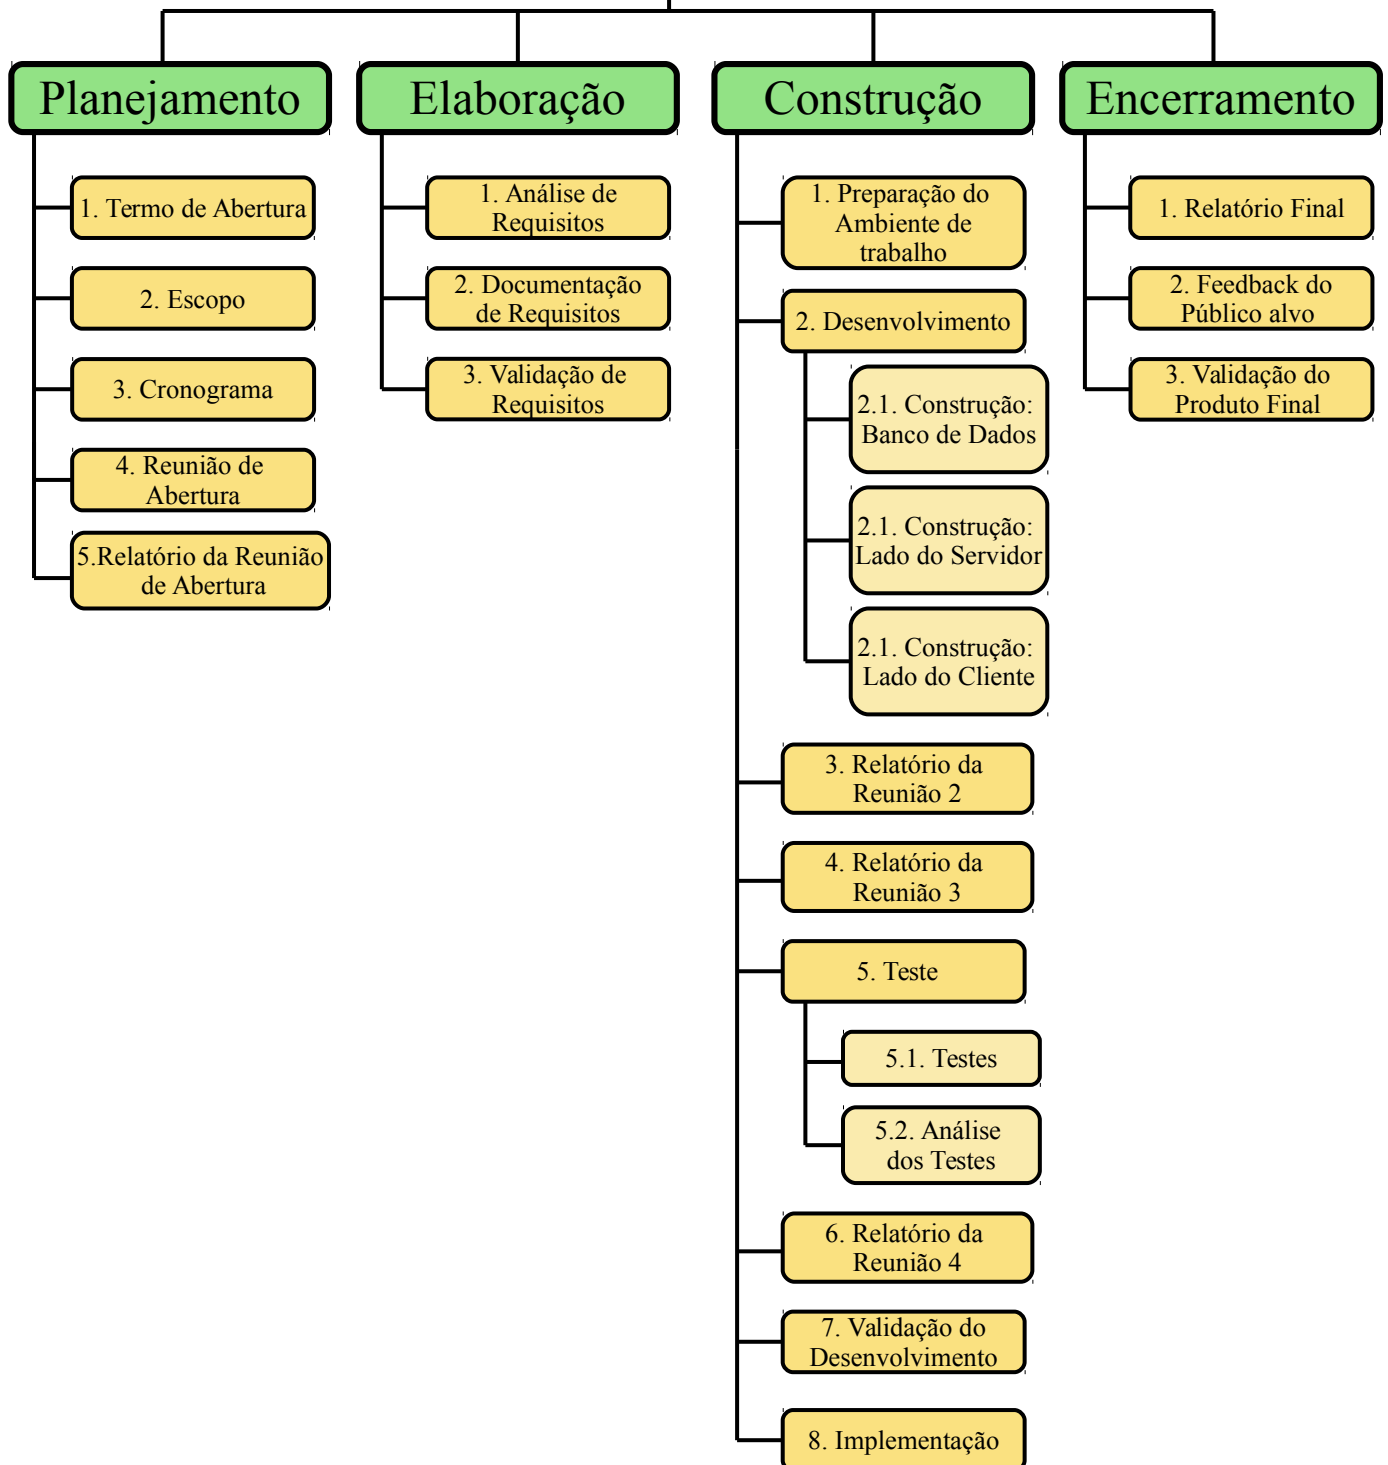 Planejamento
1. Termo de Abertura
2. Escopo
3. Cronograma
4. Reunião de
Abertura
5.Relatório da Reunião
de Abertura
Elaboração
1. Análise de
Requisitos
2. Documentação
de Requisitos
3. Validação de
Requisitos
Construção
1. Preparação do
Ambiente de
trabalho
2. Desenvolvimento
2.1. Construção:
Banco de Dados
2.1. Construção:
Lado do Servidor
2.1. Construção:
Lado do Cliente
3. Relatório da
Reunião 2
4. Relatório da
Reunião 3
5. Teste
5.1. Testes
5.2. Análise
dos Testes
6. Relatório da
Reunião 4
7. Validação do
Desenvolvimento
8. Implementação
Encerramento
1. Relatório Final
2. Feedback do
Público alvo
3. Validação do
Produto Final